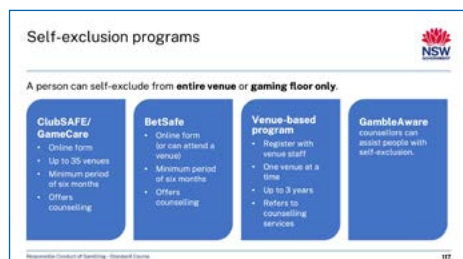 Self-exclusion programs
NSW
GOVERNMENT
A person can self-exclude from entire venue or gaming floor only.
ClubSAFE/
GameCare
• Online form
• Up to 35 venues
• Minimum period
of six months
• Offers
counselling
BetSafe
• Online form
(or can attend a
venue)
• Minimum period
of six months
• Offers
counselling
Venue-based
program
• Register with
venue staff
• One venue at a
time
• Up to 3 years
• Refers to
counselling
services
GambleAware
counsellors can
assist people with
self-exclusion.
Responsible Conduct of Gambling - Standard Course
117